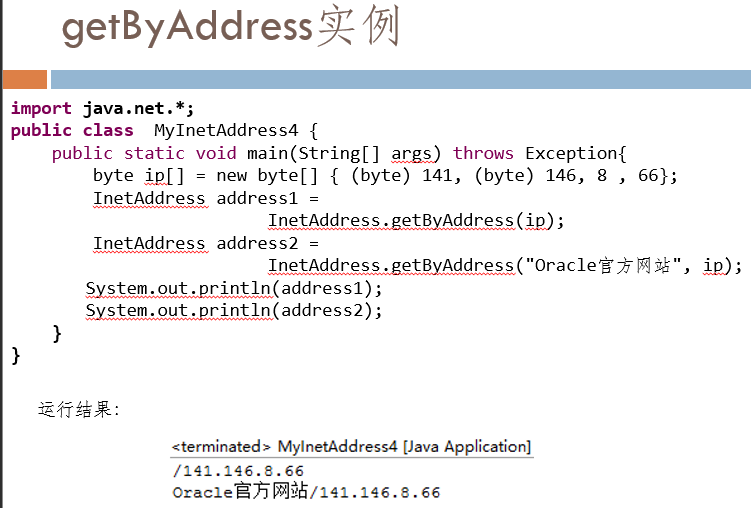 getByAddress实例
import java.net.*;
public class MyInetAddress4 {
public static void main(String[] args) throws Exception{
byte ip[] = new byte[] { (byte) 141, (byte) 146, 8 , 66};
InetAddress address1 =
InetAddress.getByAddress(ip);
InetAddress address2 =
InetAddress.getByAddress("Oracle官方网站", ip);
System.out.println(address1);
System.out.println(address2);
}
}
运行结果:
<terminated> MyInetAddress4 [Java Application]
/141.146.8.66
Oracle官方网站/141.146.8.66